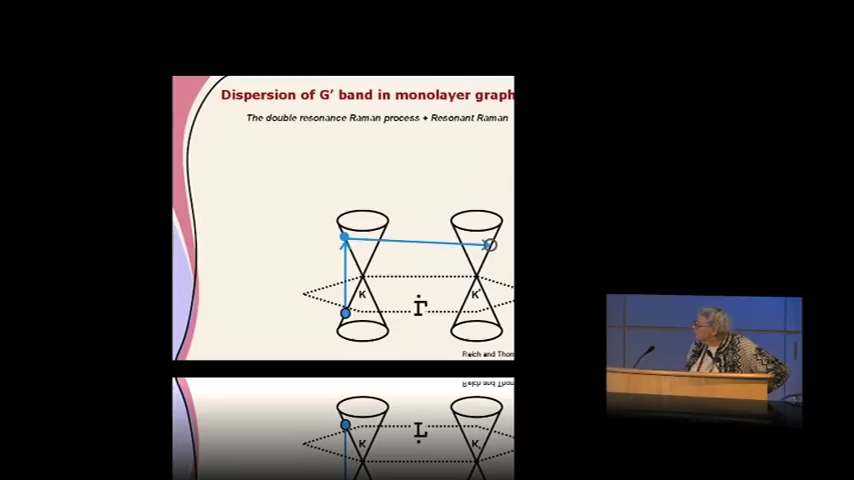 Dispersion of G' band in monolayer graph
The double resonance Raman process + Resonant Raman
K
Γ
K'
Reich and Thom